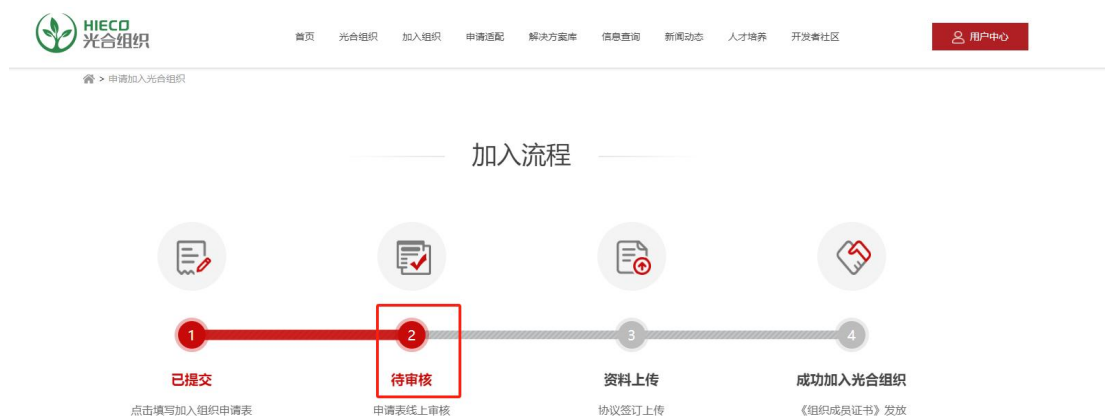 HIECO
光合组织
首页 光合组织 加入组织 申请适配 解决方案库 信息查询 新闻动态 人才培养 开发者社区 用户中心
> 申请加入光合组织
加入流程
1 2 3 4
已提交 待审核 资料上传 成功加入光合组织
点击填写加入组织申请表 申请表线上审核 协议签订上传 《组织成员证书》发放